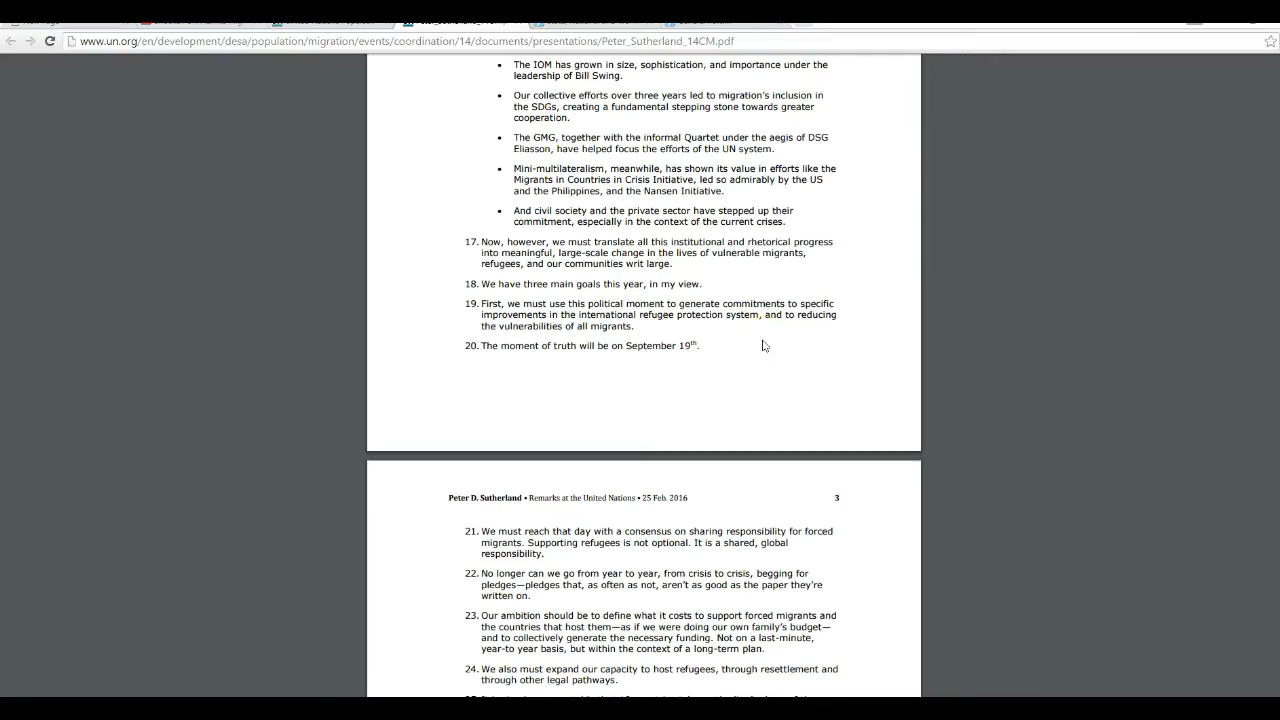 www.un.org/en/development/desa/population/migration/events/coordination/14/documents/presentations/Peter_Sutherland_14CM.pdf
• The IOM has grown in size, sophistication, and importance under the
leadership of Bill Swing.
• Our collective efforts over three years led to migration's inclusion in
the SDGs, creating a fundamental stepping stone towards greater
cooperation.
• The GMG, together with the informal Quartet under the aegis of DSG
Eliasson, have helped focus the efforts of the UN system.
• Mini-multilateralism, meanwhile, has shown its value in efforts like the
Migrants in Countries in Crisis Initiative, led so admirably by the US
and the Philippines, and the Nansen Initiative.
• And civil society and the private sector have stepped up their
commitment, especially in the context of the current crises.
17. Now, however, we must translate all this institutional and rhetorical progress
into meaningful, large-scale change in the lives of vulnerable migrants,
refugees, and our communities writ large.
18. We have three main goals this year, in my view.
19. First, we must use this political moment to generate commitments to specific
improvements in the international refugee protection system, and to reducing
the vulnerabilities of all migrants.
20. The moment of truth will be on September 19th.
Peter D. Sutherland • Remarks at the United Nations • 25 Feb. 2016 3
21. We must reach that day with a consensus on sharing responsibility for forced
migrants. Supporting refugees is not optional. It is a shared, global
responsibility.
22. No longer can we go from year to year, from crisis to crisis, begging for
pledges—pledges that, as often as not, aren't as good as the paper they're
written on.
23. Our ambition should be to define what it costs to support forced migrants and
the countries that host them—as if we were doing our own family's budget—
and to collectively generate the necessary funding. Not on a last-minute,
year-to year basis, but within the context of a long-term plan.
24. We also must expand our capacity to host refugees, through resettlement and
through other legal pathways.